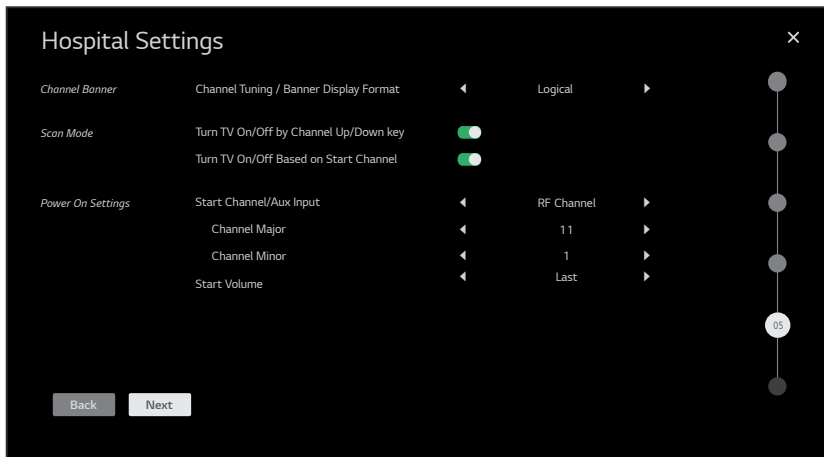 Hospital Settings
Channel Banner Channel Tuning / Banner Display Format Logical
Scan Mode Turn TV On/Off by Channel Up/Down key
Turn TV On/Off Based on Start Channel
Power On Settings Start Channel/Aux Input RF Channel
Channel Major 11
Channel Minor 1
Start Volume Last
05
Back Next